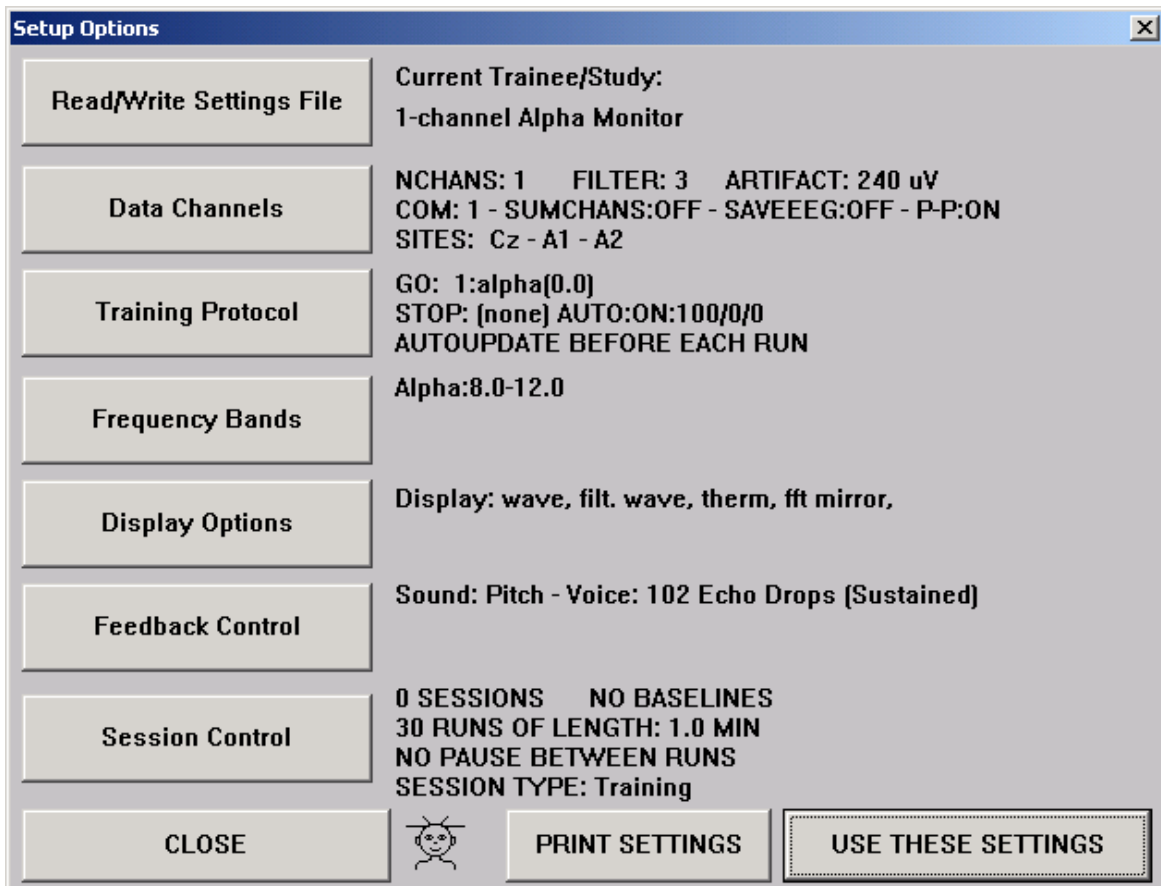 Setup Options
Read/Write Settings File
Current Trainee/Study:
1-channel Alpha Monitor
Data Channels
NCHANS: 1 FILTER: 3 ARTIFACT: 240 uV
COM: 1 - SUMCHANS:OFF - SAVEEEG:OFF - P-P:ON
SITES: Cz - A1 - A2
Training Protocol
GO: 1:alpha(0.0)
STOP: (none) AUTO:ON:100/0/0
AUTOUPDATE BEFORE EACH RUN
Frequency Bands
Alpha:8.0-12.0
Display Options
Display: wave, filt. wave, therm, fft mirror,
Feedback Control
Sound: Pitch - Voice: 102 Echo Drops (Sustained)
Session Control
0 SESSIONS NO BASELINES
30 RUNS OF LENGTH: 1.0 MIN
NO PAUSE BETWEEN RUNS
SESSION TYPE: Training
CLOSE
PRINT SETTINGS
USE THESE SETTINGS